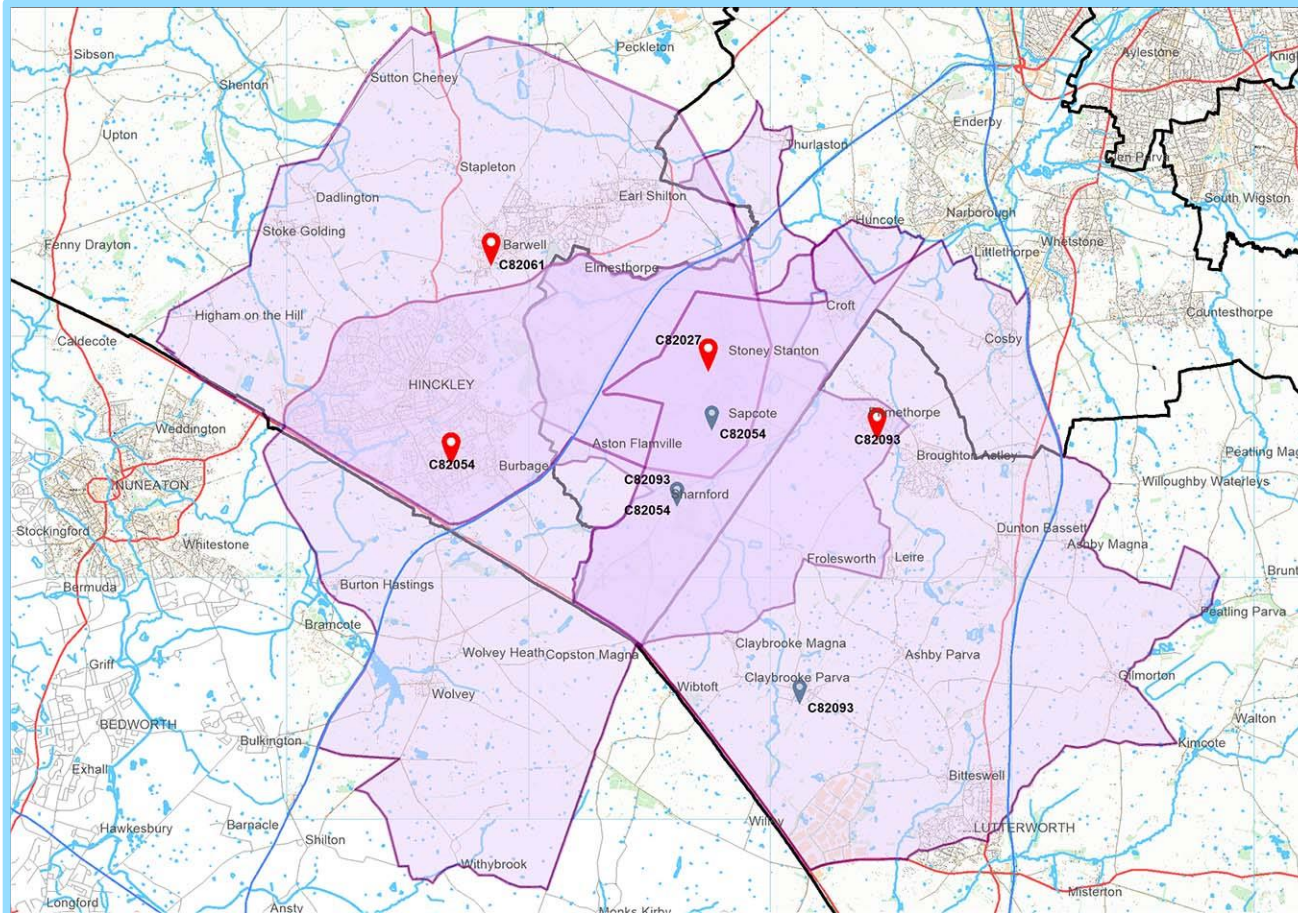 Sibson
Peckleton
Aylestone
Sutton Cheney
Shenton
Upton
Enderby
Thurlaston
Glen Parva
Stapleton
Earl Shilton
South Wigston
Dadlington
Huncote
Narborough
Stoke Golding
Fenny Drayton
Barwell
C82061
Littlethorpe
Whetstone
Elmesthorpe
Croft
Countesthorpe
Higham on the Hill
Caldecote
C82027
Stoney Stanton
Cosby
HINCKLEY
Sapcote
Weddington
C82054
C82093
Aston Flamville
Broughton Astley
Peatling Mag
C82054
Burbage
NUNEATON
C82093
Sharnford
C82054
Willoughby Waterleys
Stockingford
Dunton Bassett
Whitestone
Ashby Magna
Frolesworth
Leire
Bermuda
Burton Hastings
Brunt
Bramcote
Peatling Parva
Claybrooke Magna
Wolvey Heath
Copston Magna
Ashby Parva
Griff
Claybrooke Parva
Gilmorton
Wolvey
Wibtoft
C82093
BEDWORTH
Walton
Bulkington
Kimcote
Exhall
Bitteswell
Hawkesbury
Barnacle
Shilton
LUTTERWORTH
Withybrook
Misterton
Longford
Ansty
Monks Kirby